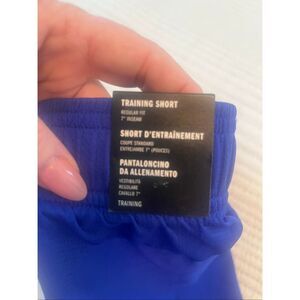 TRAINING SHORT
REGULAR FIT
7" INSEAM
SHORT D'ENTRAÎNEMENT
COUPE STANDARD
ENTREJAMBE 7" (POUCES)
PANTALONCINO
DA ALLENAMENTO
VESTIBILITÀ
REGOLARE
CAVALLO 7"
TRAINING